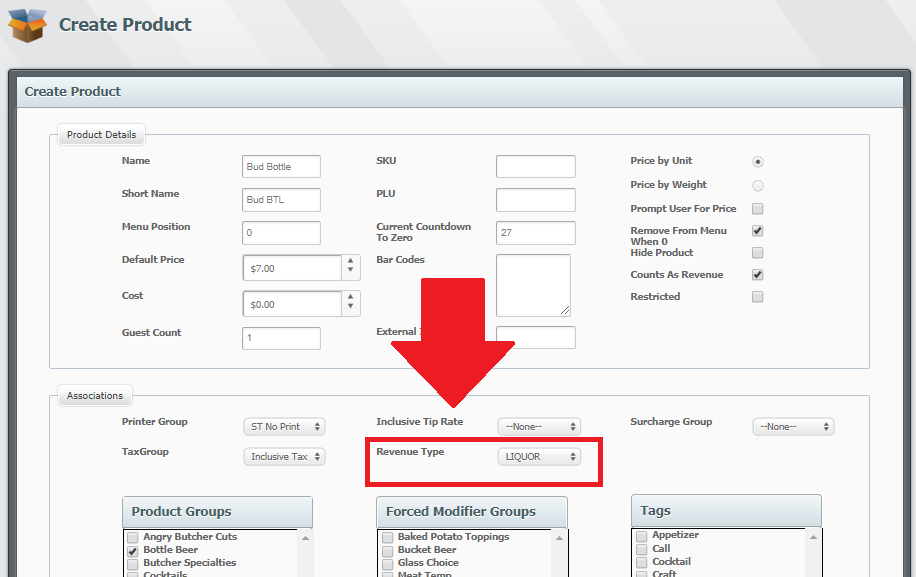 Create Product
Create Product
Product Details
Name
Bud Bottle
SKU
Price by Unit
Short Name
Bud BTL
PLU
Price by Weight
Menu Position
0
Current Countdown
To Zero
27
Prompt User For Price
Remove From Menu
When 0
Hide Product
Default Price
$7.00
Bar Codes
Counts As Revenue
Cost
$0.00
Restricted
Guest Count
1
External
Associations
Printer Group
ST No Print
Inclusive Tip Rate
--None--
Surcharge Group
--None--
TaxGroup
Inclusive Tax
Revenue Type
LIQUOR
Product Groups
Angry Butcher Cuts
Bottle Beer
Butcher Specialties
Cocktails
Forced Modifier Groups
Baked Potato Toppings
Bucket Beer
Glass Choice
Meat Temp
Tags
Appetizer
Call
Cocktail
Craft